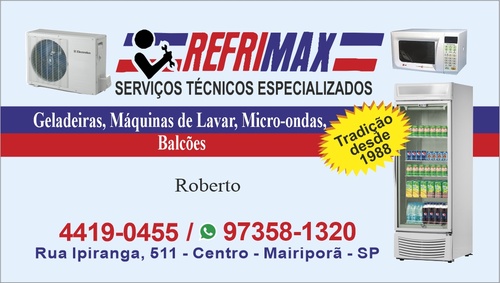 REFRIMAX
SERVIÇOS TÉCNICOS ESPECIALIZADOS
Geladeiras, Máquinas de Lavar, Micro-ondas,
Balcões
Tradição
desde
1988
Roberto
4419-0455 / 97358-1320
Rua Ipiranga, 511 - Centro - Mairiporã - SP